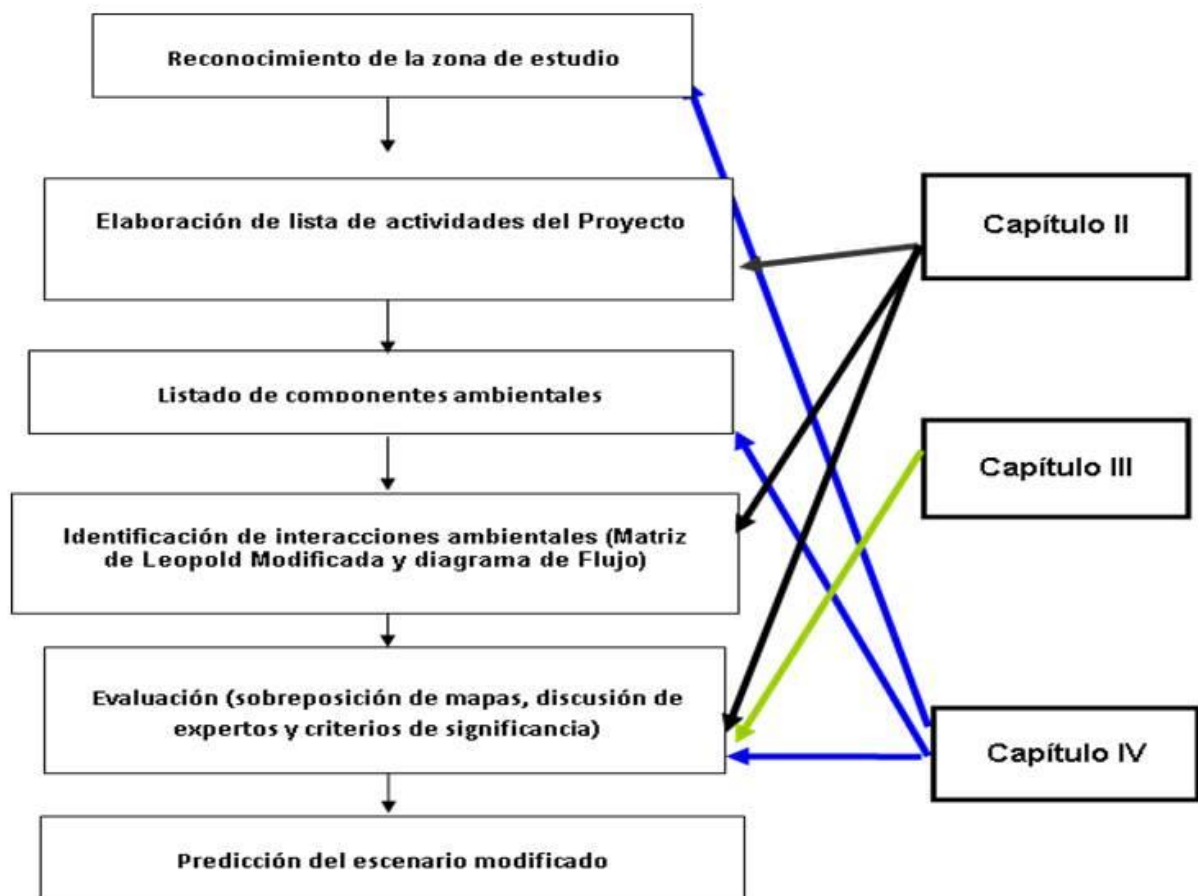 Reconocimiento de la zona de estudio
Elaboración de lista de actividades del Proyecto
Listado de componentes ambientales
Identificación de interacciones ambientales (Matriz
de Leopold Modificada y diagrama de Flujo)
Evaluación (sobreposición de mapas, discusión de
expertos y criterios de significancia)
Predicción del escenario modificado
Capítulo II
Capítulo III
Capítulo IV